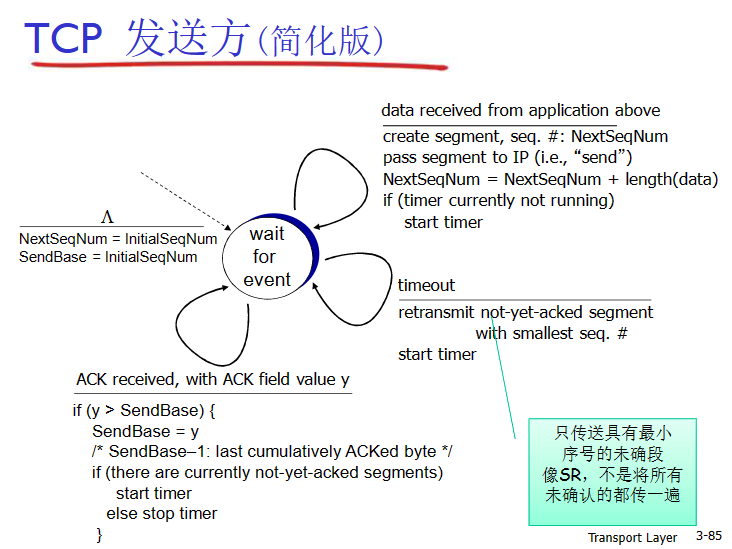 TCP 发送方(简化版)
data received from application above
create segment, seq. #: NextSeqNum
pass segment to IP (i.e., “send”)
NextSeqNum = NextSeqNum + length(data)
if (timer currently not running)
start timer
Λ
NextSeqNum = InitialSeqNum
SendBase = InitialSeqNum
wait
for
event
timeout
retransmit not-yet-acked segment
with smallest seq. #
start timer
ACK received, with ACK field value y
if (y > SendBase) {
SendBase = y
/* SendBase–1: last cumulatively ACKed byte */
if (there are currently not-yet-acked segments)
start timer
else stop timer
}
只传送具有最小
序号的未确段
像SR，不是将所有
未确认的都传一遍
Transport Layer 3-85